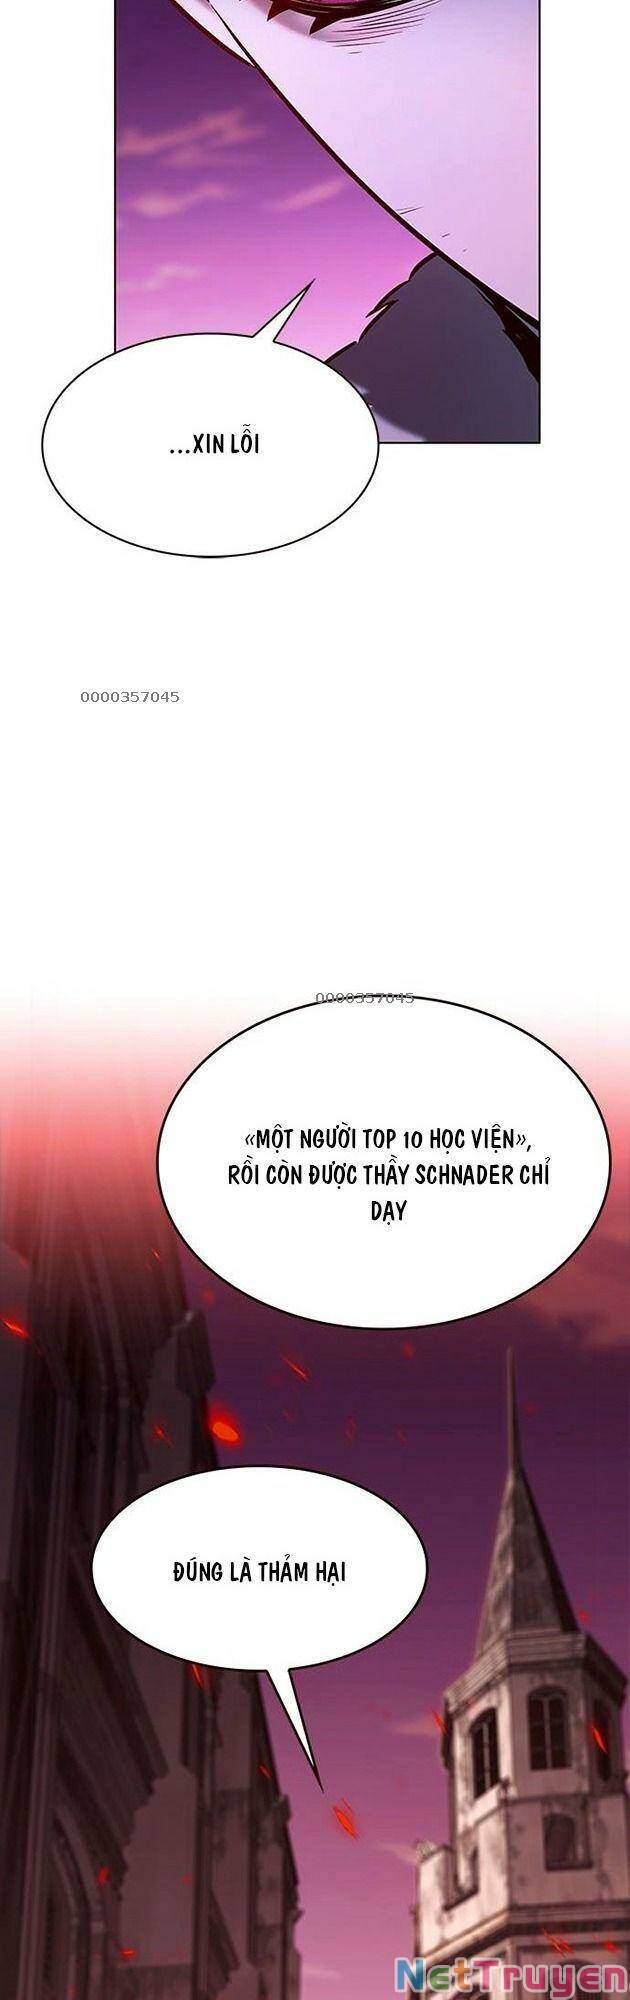 ...XIN LỖI
0000357045
0000357045
«MỘT NGƯỜI TOP 10 HỌC VIỆN»,
RỒI CÒN ĐƯỢC THẦY SCHNADER CHỈ
DẠY
ĐÚNG LÀ THẢM HẠI
NetTruyen